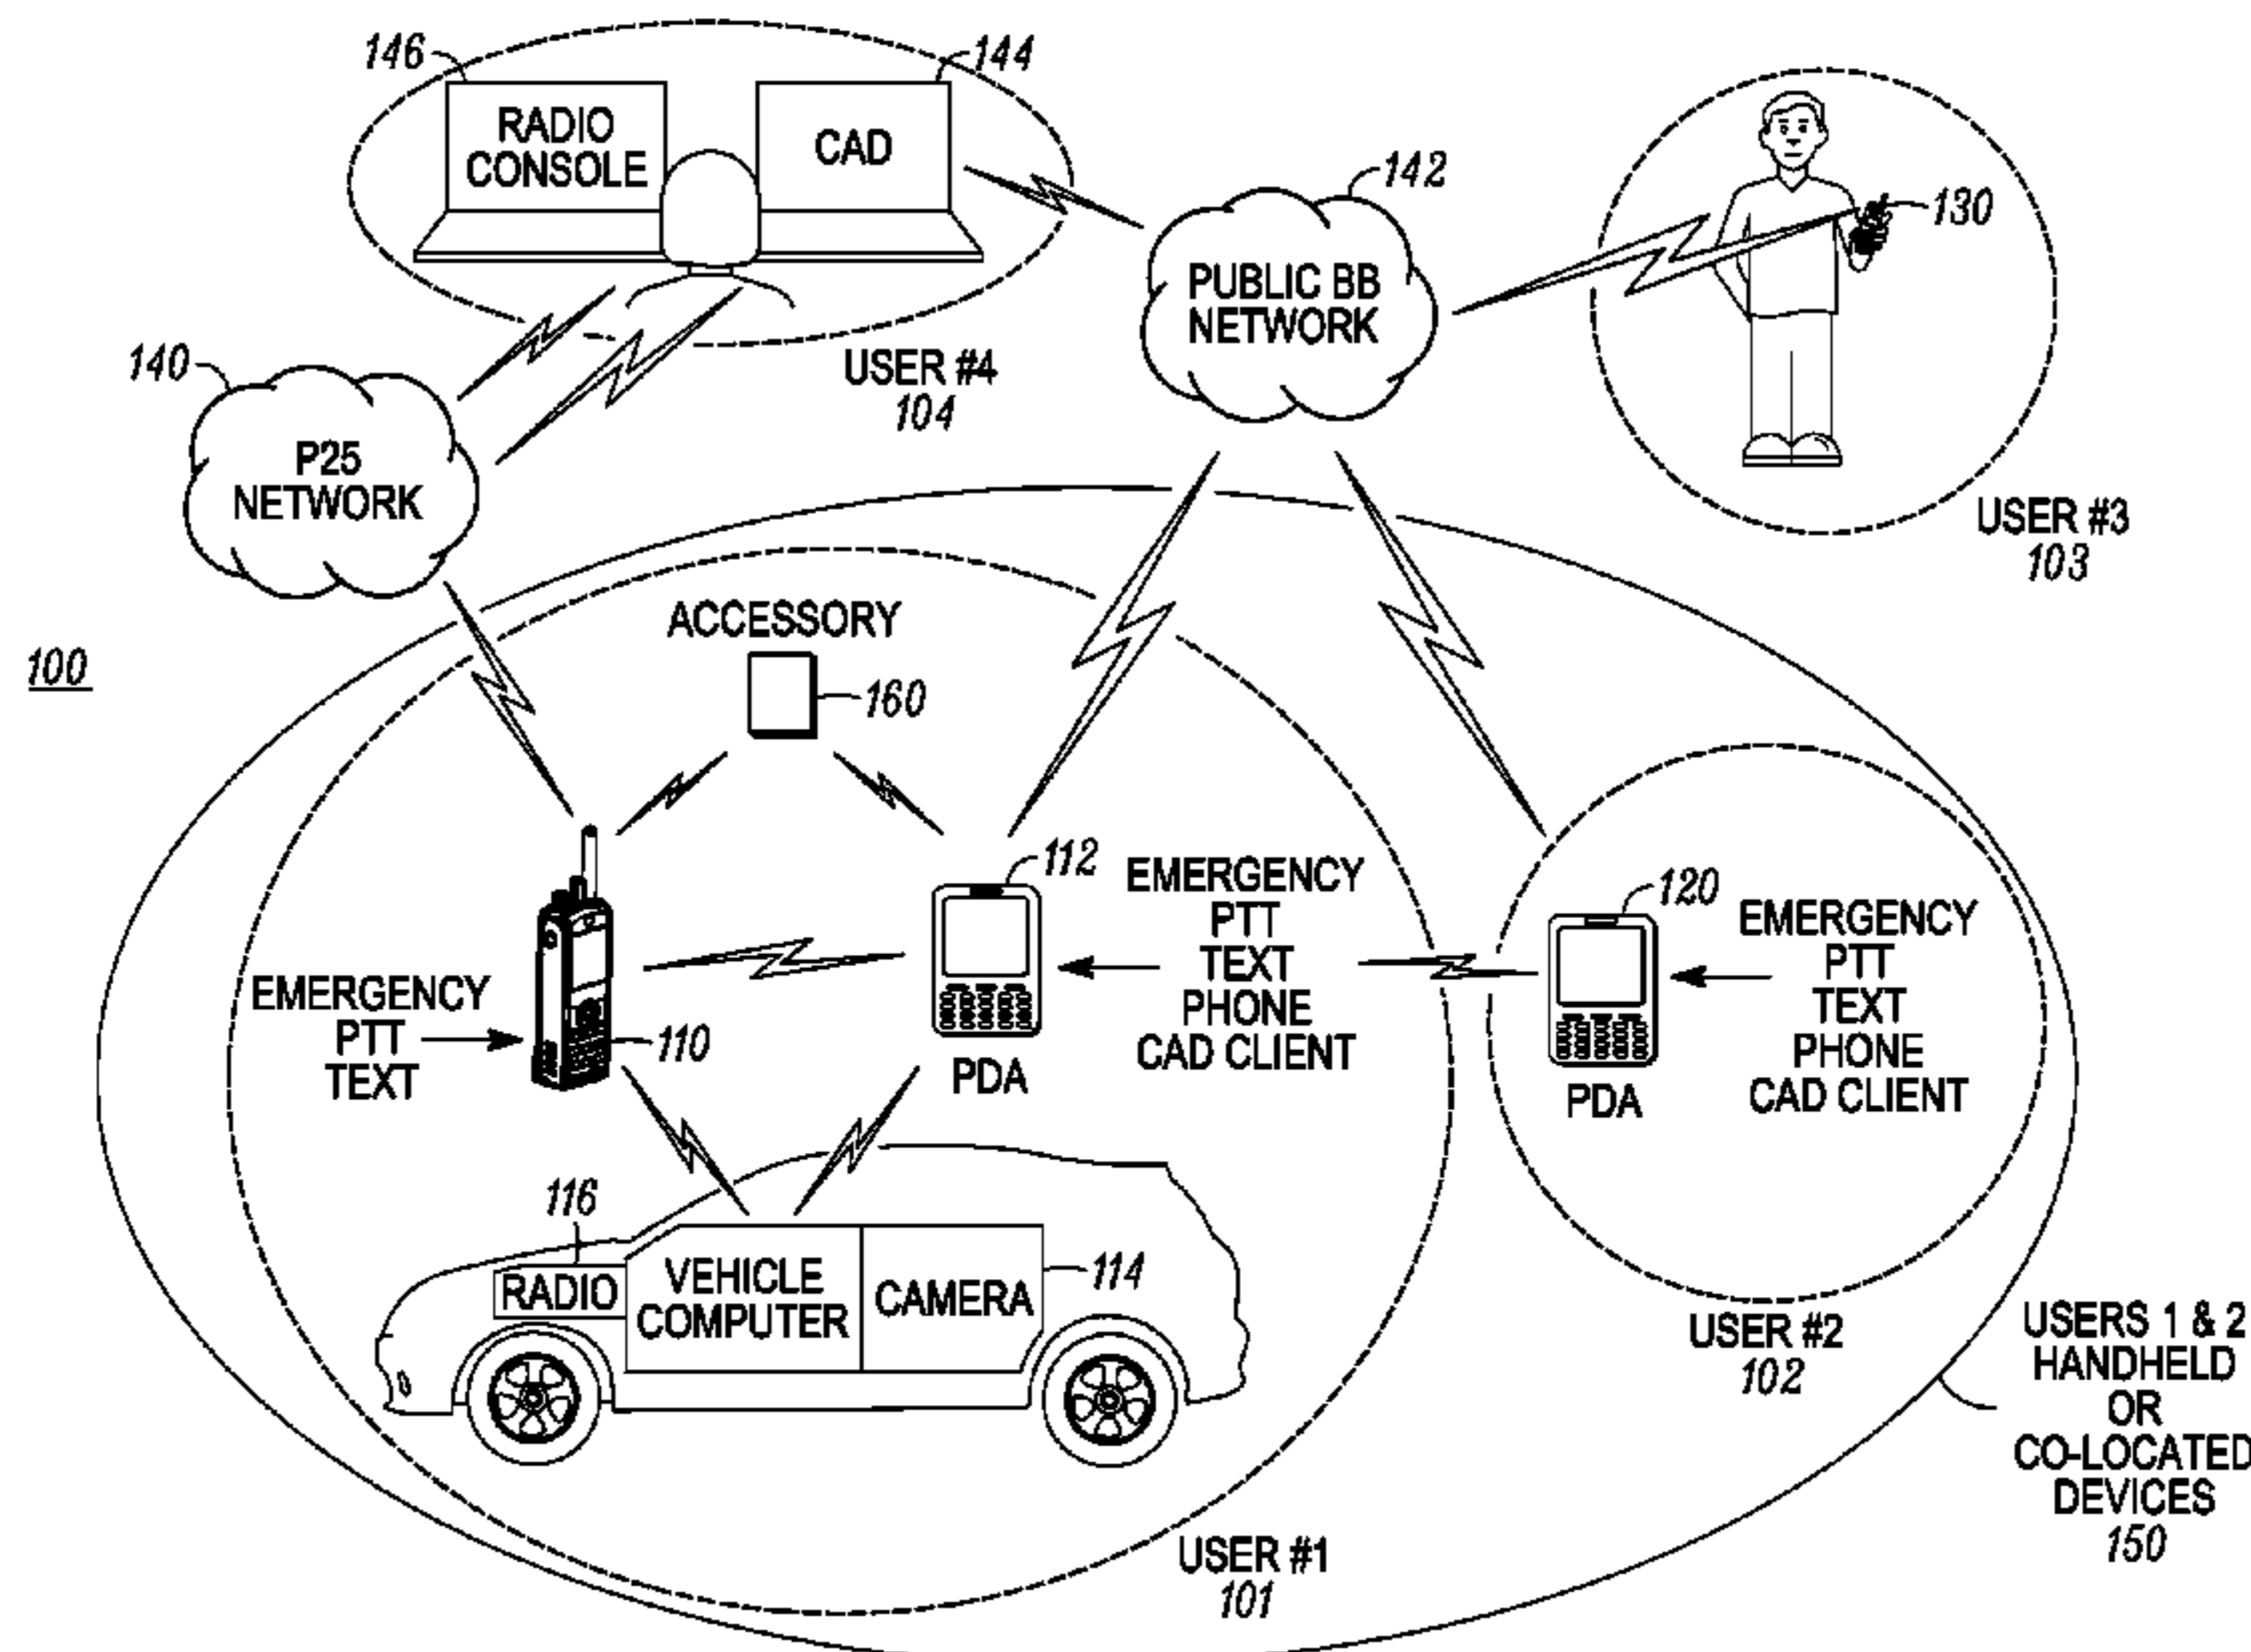 146
RADIO
CONSOLE
144
CAD
USER #4
104
142
PUBLIC BB
NETWORK
130
USER #3
103
140
P25
NETWORK
100
ACCESSORY
160
EMERGENCY
PTT
TEXT
110
112
PDA
EMERGENCY
PTT
TEXT
PHONE
CAD CLIENT
120
PDA
EMERGENCY
PTT
TEXT
PHONE
CAD CLIENT
116
RADIO
VEHICLE
COMPUTER
CAMERA
114
USER #1
101
USER #2
102
USERS 1 & 2
HANDHELD
OR
CO-LOCATED
DEVICES
150